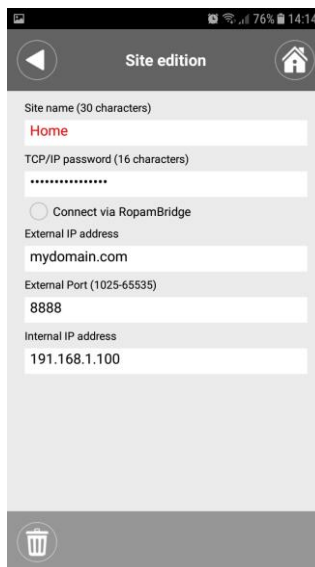 76% 14:14
Site edition
Site name (30 characters)
Home
TCP/IP password (16 characters)
••••••••••••••••
Connect via RopamBridge
External IP address
mydomain.com
External Port (1025-65535)
8888
Internal IP address
191.168.1.100